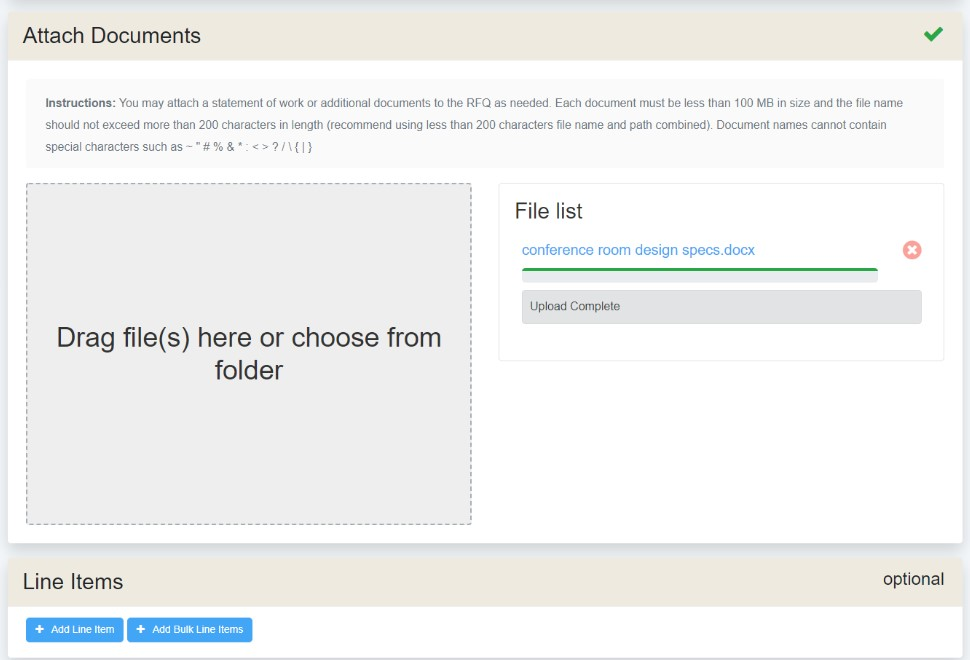 Attach Documents
Instructions: You may attach a statement of work or additional documents to the RFQ as needed. Each document must be less than 100 MB in size and the file name
should not exceed more than 200 characters in length (recommend using less than 200 characters file name and path combined). Document names cannot contain
special characters such as ~ " # % & * : < > ? / \ { | }
Drag file(s) here or choose from
folder
File list
conference room design specs.docx
Upload Complete
Line Items
optional
+ Add Line Item
+ Add Bulk Line Items